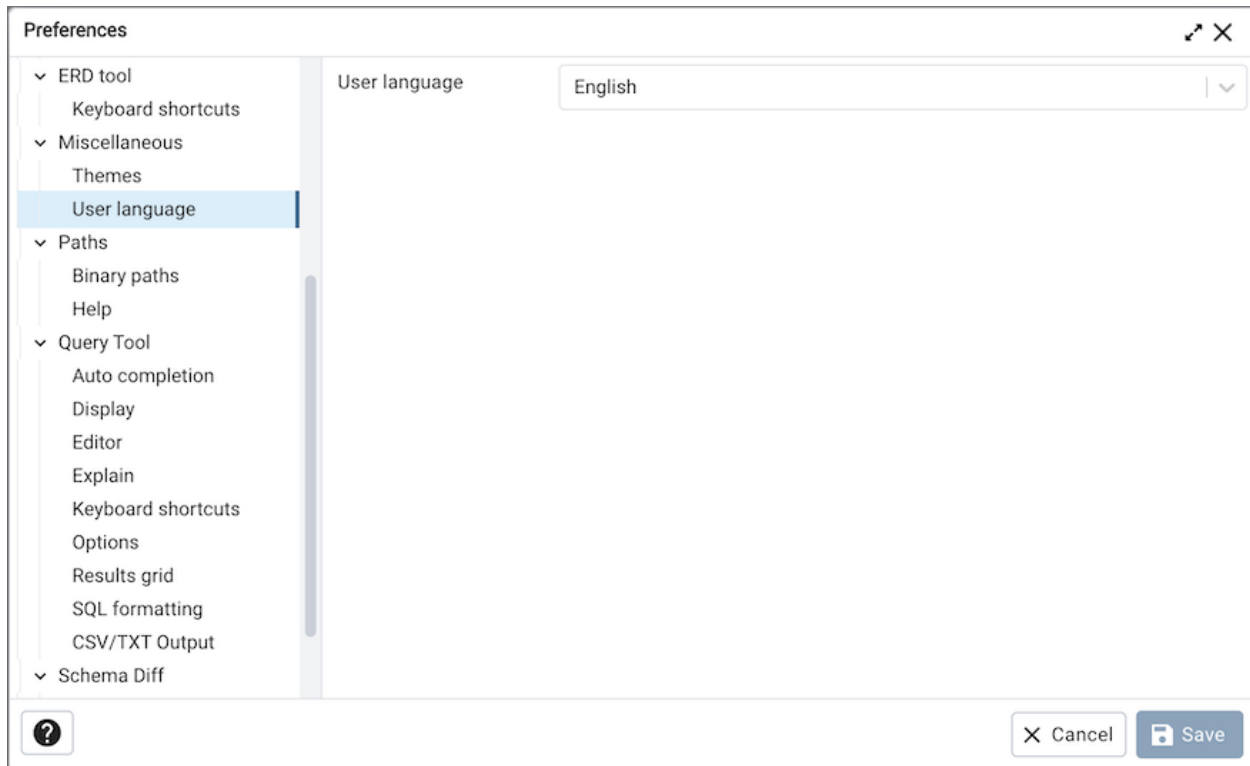 Preferences
ERD tool
Keyboard shortcuts
Miscellaneous
Themes
User language
Paths
Binary paths
Help
Query Tool
Auto completion
Display
Editor
Explain
Keyboard shortcuts
Options
Results grid
SQL formatting
CSV/TXT Output
Schema Diff
User language
English
Cancel
Save